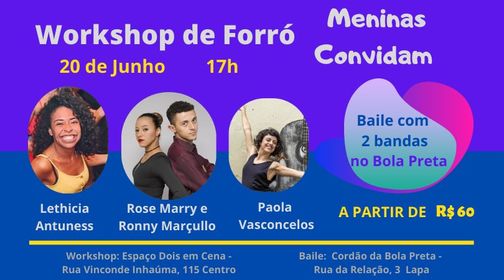 Workshop de Forró
Meninas
Convidam
20 de Junho 17h
Baile com
2 bandas
no Bola Preta
Lethicia
Antuness
Rose Marry e
Ronny Marçullo
Paola
Vasconcelos
A PARTIR DE R$60
Workshop: Espaço Dois em Cena -
Rua Vinconde Inhaúma, 115 Centro
Baile: Cordão da Bola Preta -
Rua da Relação, 3 Lapa